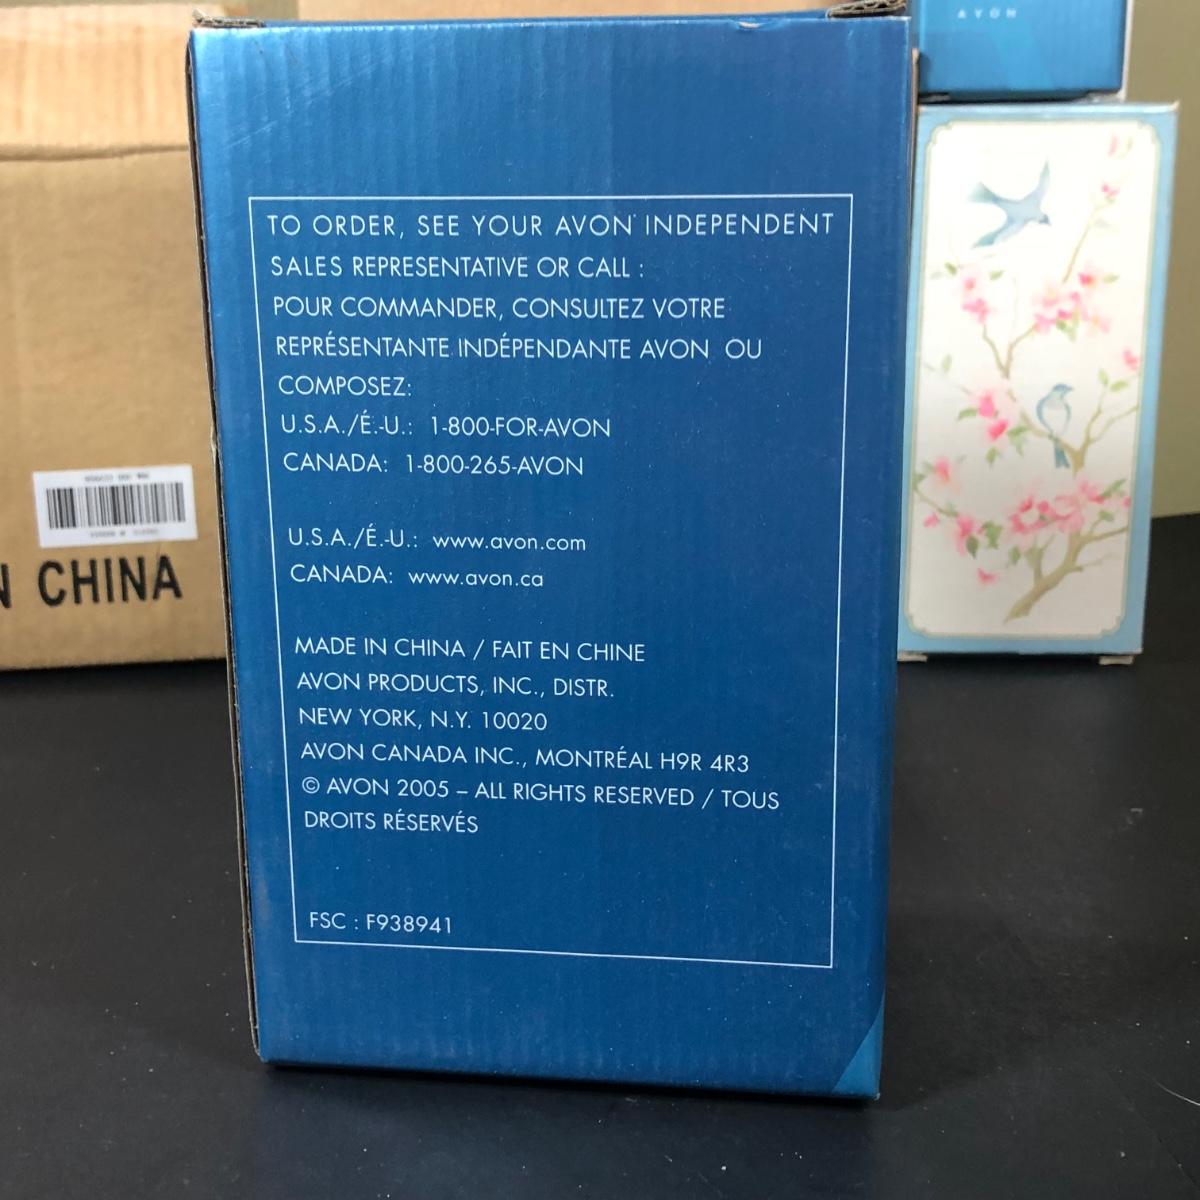 AVON
TO ORDER, SEE YOUR AVON INDEPENDENT
SALES REPRESENTATIVE OR CALL :
POUR COMMANDER, CONSULTEZ VOTRE
REPRÉSENTANTE INDÉPENDANTE AVON OU
COMPOSEZ:
U.S.A./É.-U.: 1-800-FOR-AVON
CANADA: 1-800-265-AVON
U.S.A./É.-U.: www.avon.com
CANADA: www.avon.ca
MADE IN CHINA / FAIT EN CHINE
AVON PRODUCTS, INC., DISTR.
NEW YORK, N.Y. 10020
AVON CANADA INC., MONTRÉAL H9R 4R3
© AVON 2005 – ALL RIGHTS RESERVED / TOUS
DROITS RÉSERVÉS
FSC : F938941
N CHINA